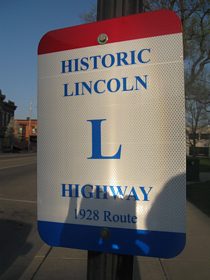 HISTORIC
LINCOLN
L
HIGHWAY
1928 Route